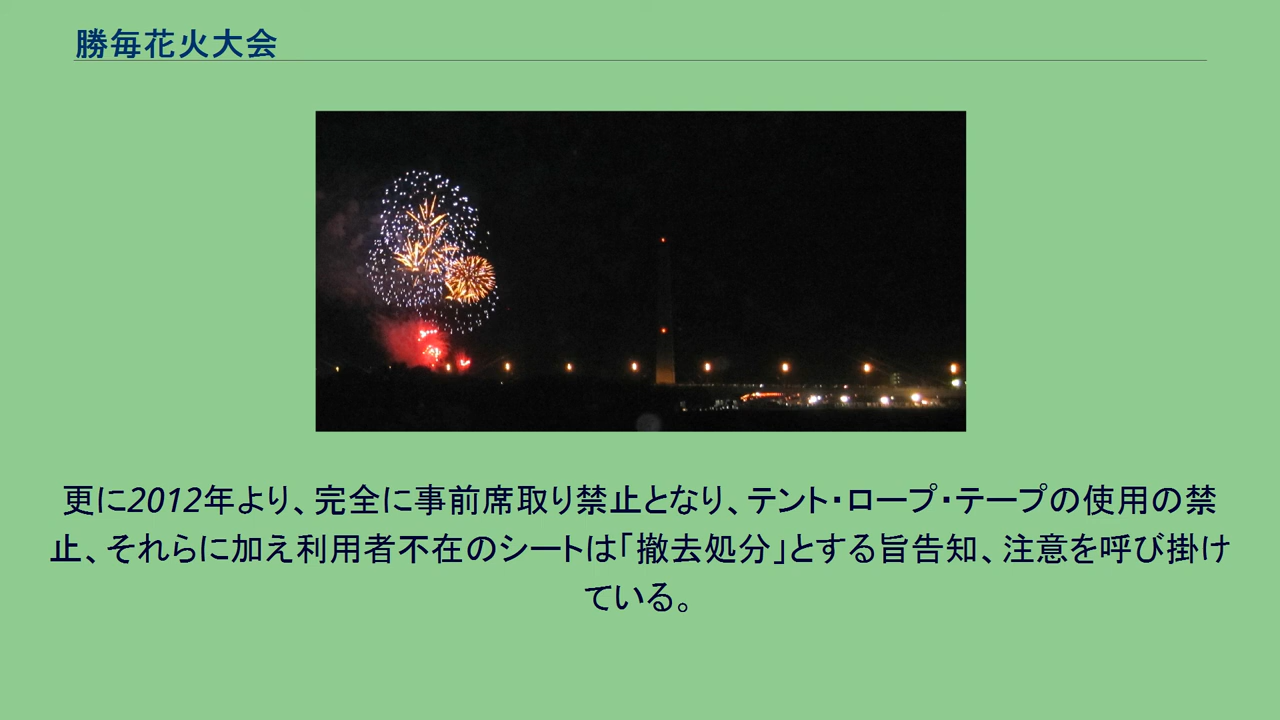 勝毎花火大会
更に2012年より、完全に事前席取り禁止となり、テント・ロープ・テープの使用の禁
止、それらに加え利用者不在のシートは「撤去処分」とする旨告知、注意を呼び掛け
ている。